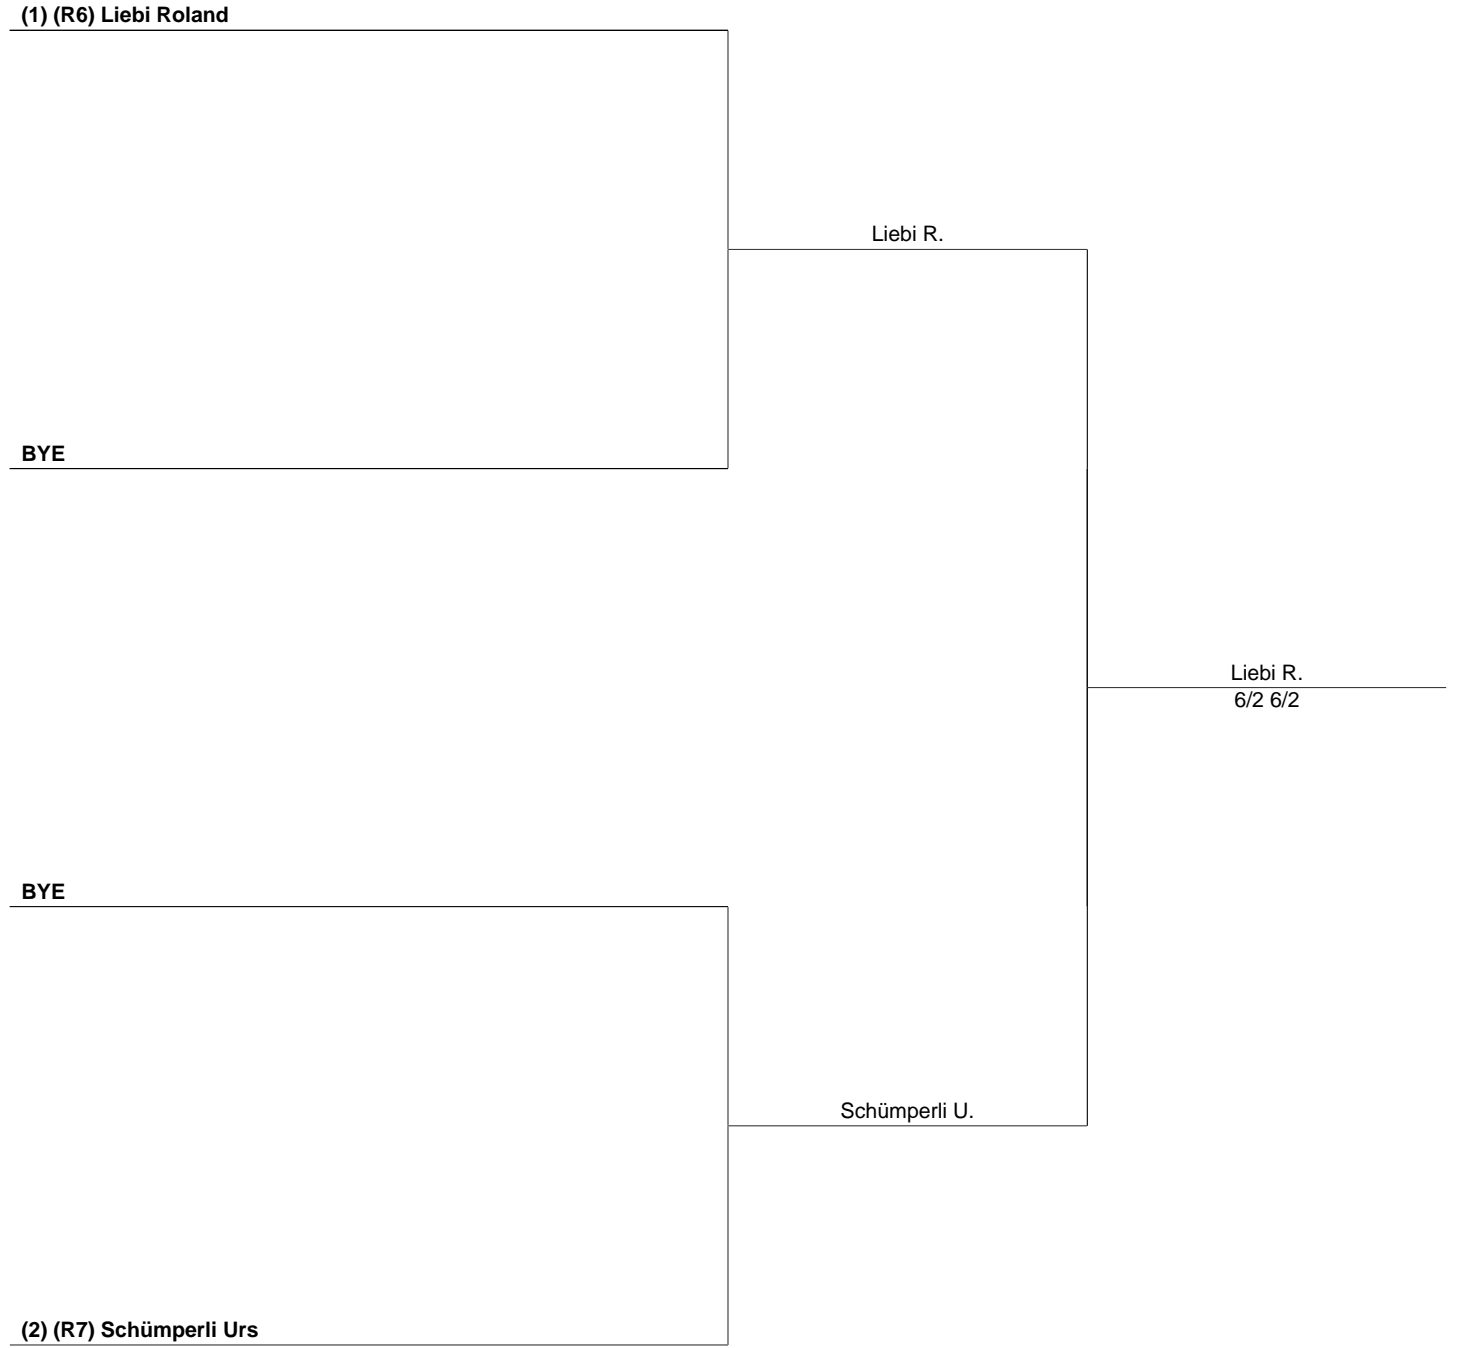 (1) (R6) Liebi Roland
Liebi R.
BYE
Liebi R.
6/2 6/2
BYE
Schümperli U.
(2) (R7) Schümperli Urs